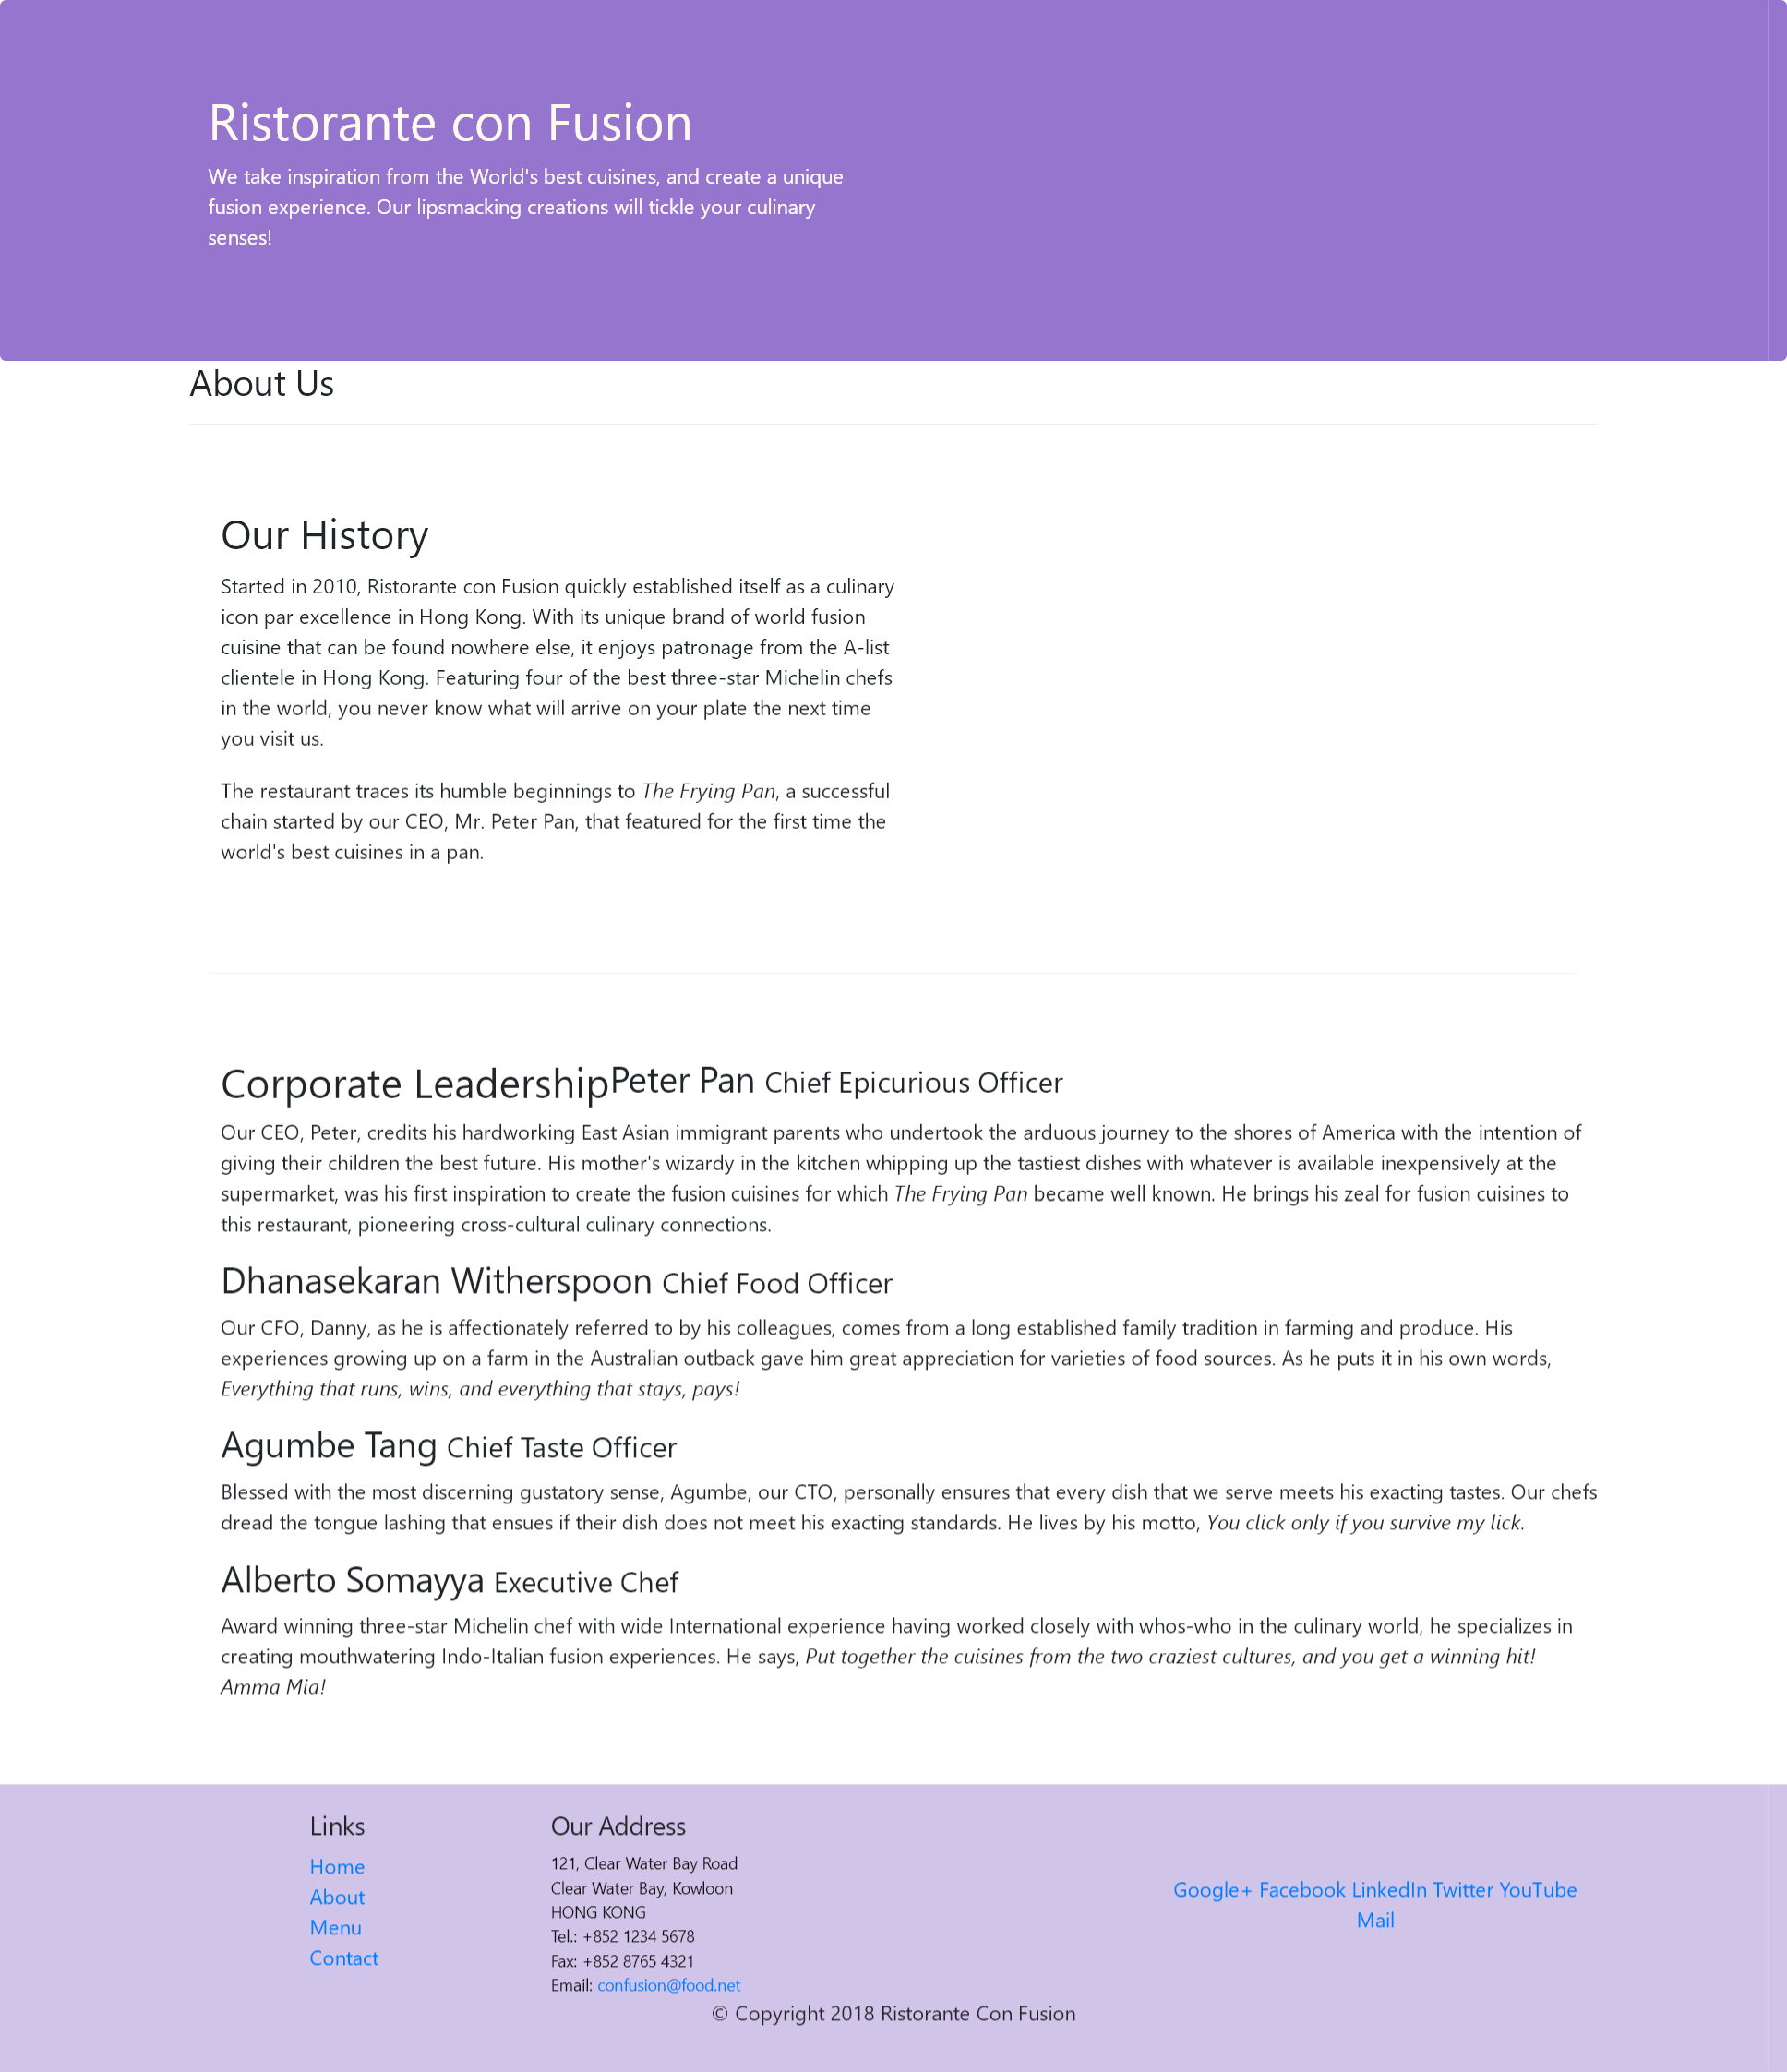 Ristorante con Fusion
We take inspiration from the World's best cuisines, and create a unique
fusion experience. Our lipsmacking creations will tickle your culinary
senses!
About Us
Our History
Started in 2010, Ristorante con Fusion quickly established itself as a culinary
icon par excellence in Hong Kong. With its unique brand of world fusion
cuisine that can be found nowhere else, it enjoys patronage from the A-list
clientele in Hong Kong. Featuring four of the best three-star Michelin chefs
in the world, you never know what will arrive on your plate the next time
you visit us.
The restaurant traces its humble beginnings to The Frying Pan, a successful
chain started by our CEO, Mr. Peter Pan, that featured for the first time the
world's best cuisines in a pan.
Corporate Leadership Peter Pan Chief Epicurious Officer
Our CEO, Peter, credits his hardworking East Asian immigrant parents who undertook the arduous journey to the shores of America with the intention of
giving their children the best future. His mother's wizardy in the kitchen whipping up the tastiest dishes with whatever is available inexpensively at the
supermarket, was his first inspiration to create the fusion cuisines for which The Frying Pan became well known. He brings his zeal for fusion cuisines to
this restaurant, pioneering cross-cultural culinary connections.
Dhanasekaran Witherspoon Chief Food Officer
Our CFO, Danny, as he is affectionately referred to by his colleagues, comes from a long established family tradition in farming and produce. His
experiences growing up on a farm in the Australian outback gave him great appreciation for varieties of food sources. As he puts it in his own words,
Everything that runs, wins, and everything that stays, pays!
Agumbe Tang Chief Taste Officer
Blessed with the most discerning gustatory sense, Agumbe, our CTO, personally ensures that every dish that we serve meets his exacting tastes. Our chefs
dread the tongue lashing that ensues if their dish does not meet his exacting standards. He lives by his motto, You click only if you survive my lick.
Alberto Somayya Executive Chef
Award winning three-star Michelin chef with wide International experience having worked closely with whos-who in the culinary world, he specializes in
creating mouthwatering Indo-Italian fusion experiences. He says, Put together the cuisines from the two craziest cultures, and you get a winning hit!
Amma Mia!
Links
Home
About
Menu
Contact
Our Address
121, Clear Water Bay Road
Clear Water Bay, Kowloon
HONG KONG
Tel.: +852 1234 5678
Fax: +852 8765 4321
Email: confusion@food.net
Google+ Facebook LinkedIn Twitter YouTube
Mail
© Copyright 2018 Ristorante Con Fusion